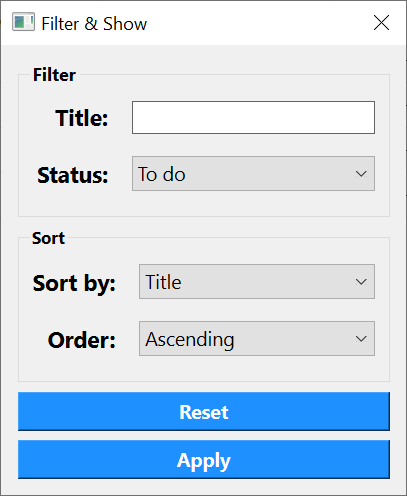 Filter & Show
Filter
Title:
Status: To do
Sort
Sort by: Title
Order: Ascending
Reset
Apply